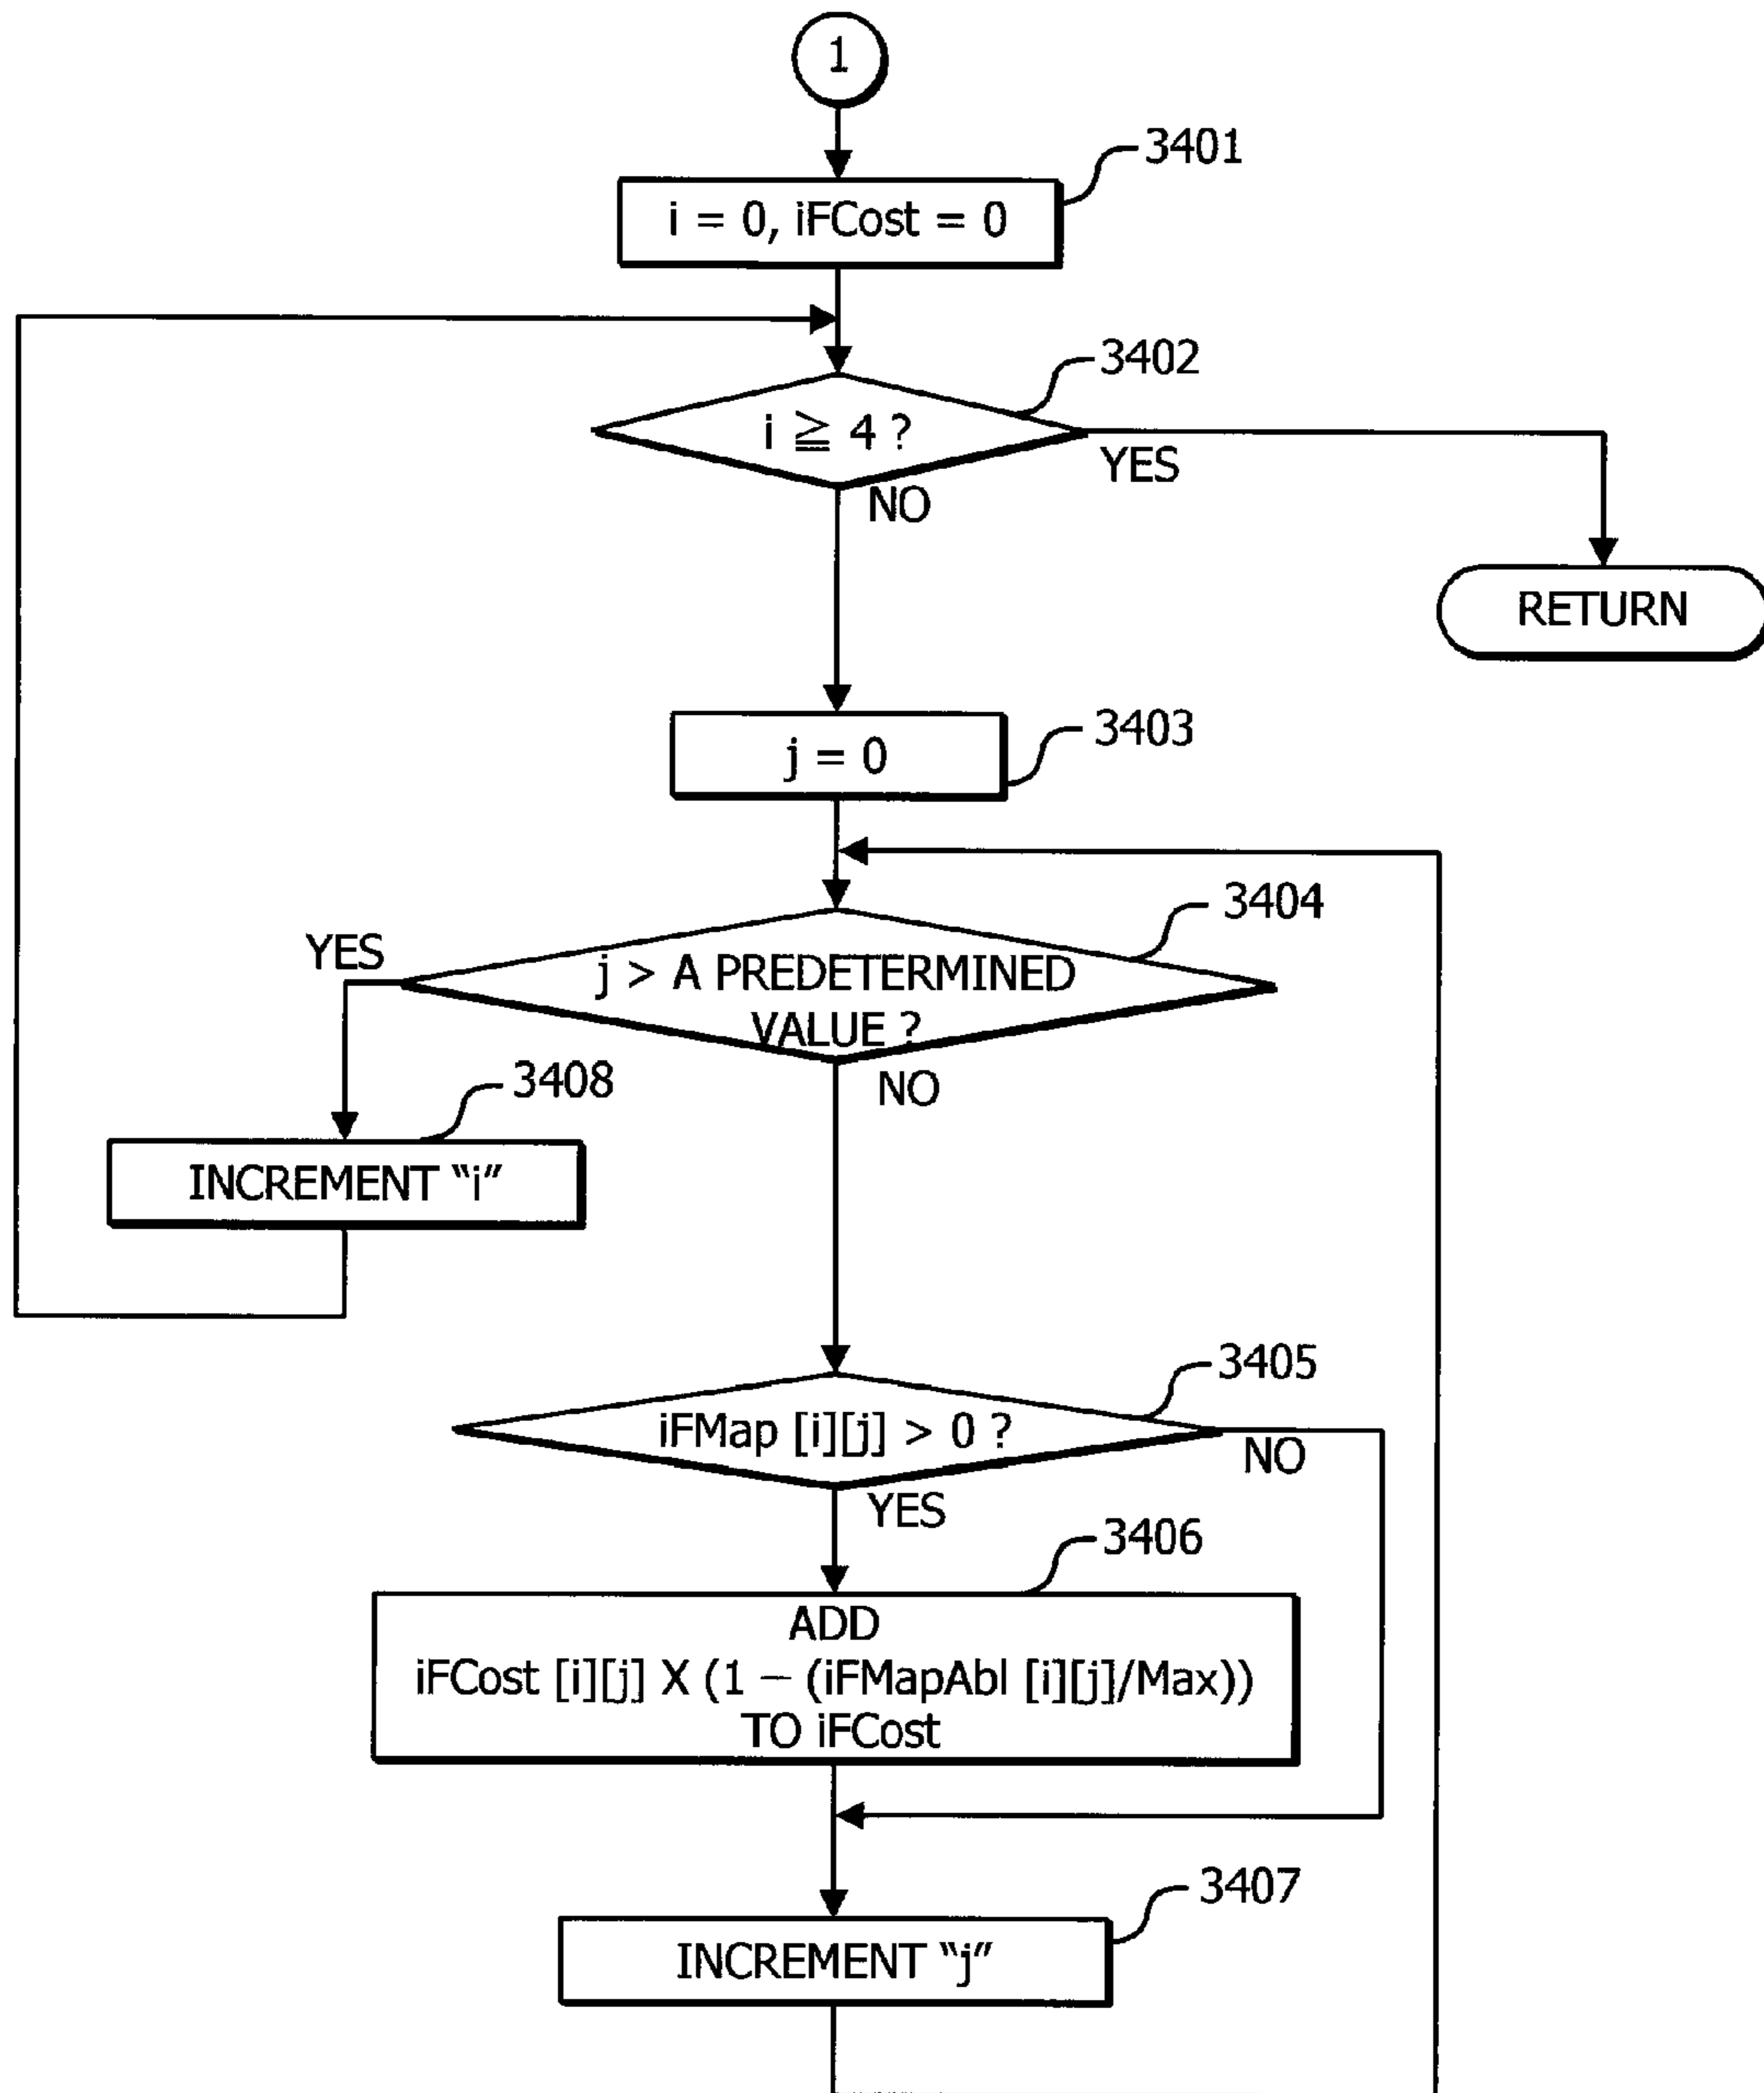 1
3401
i = 0, iFCost = 0
3402
i ≧ 4 ?
YES
NO
RETURN
3403
j = 0
3404
YES
j > A PREDETERMINED
VALUE ?
3408
NO
INCREMENT “i”
3405
iFMap [i][j] > 0 ?
NO
YES
3406
ADD
iFCost [i][j] X (1 – (iFMapAbl [i][j]/Max))
TO iFCost
3407
INCREMENT “j”